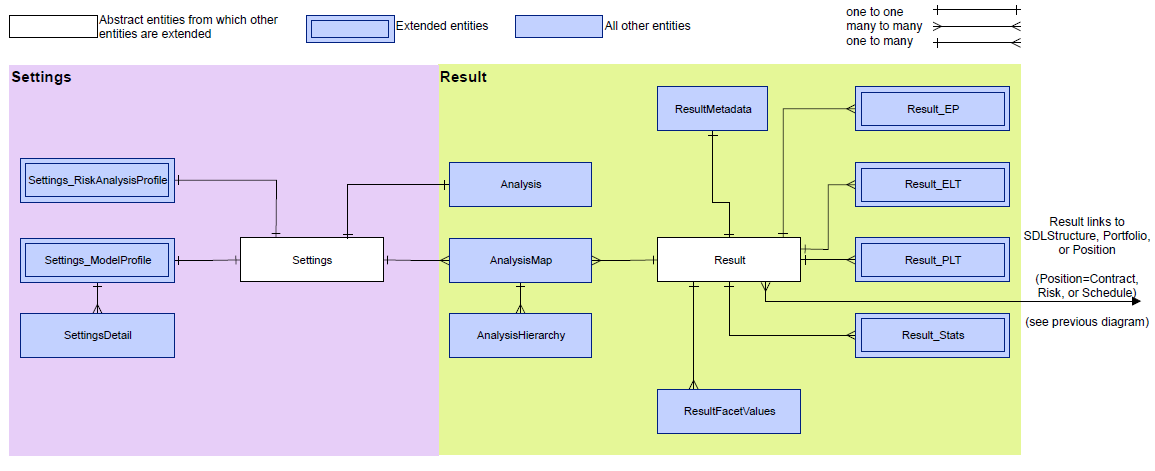 Abstract entities from which other
entities are extended
Extended entities
All other entities
one to one
many to many
one to many
Settings
Result
ResultMetadata
Result_EP
Settings_RiskAnalysisProfile
Analysis
Result_ELT
Settings_ModelProfile
Settings
AnalysisMap
Result
Result_PLT
Result links to
SDLStructure, Portfolio,
or Position
(Position=Contract,
Risk, or Schedule)
(see previous diagram)
SettingsDetail
AnalysisHierarchy
Result_Stats
ResultFacetValues